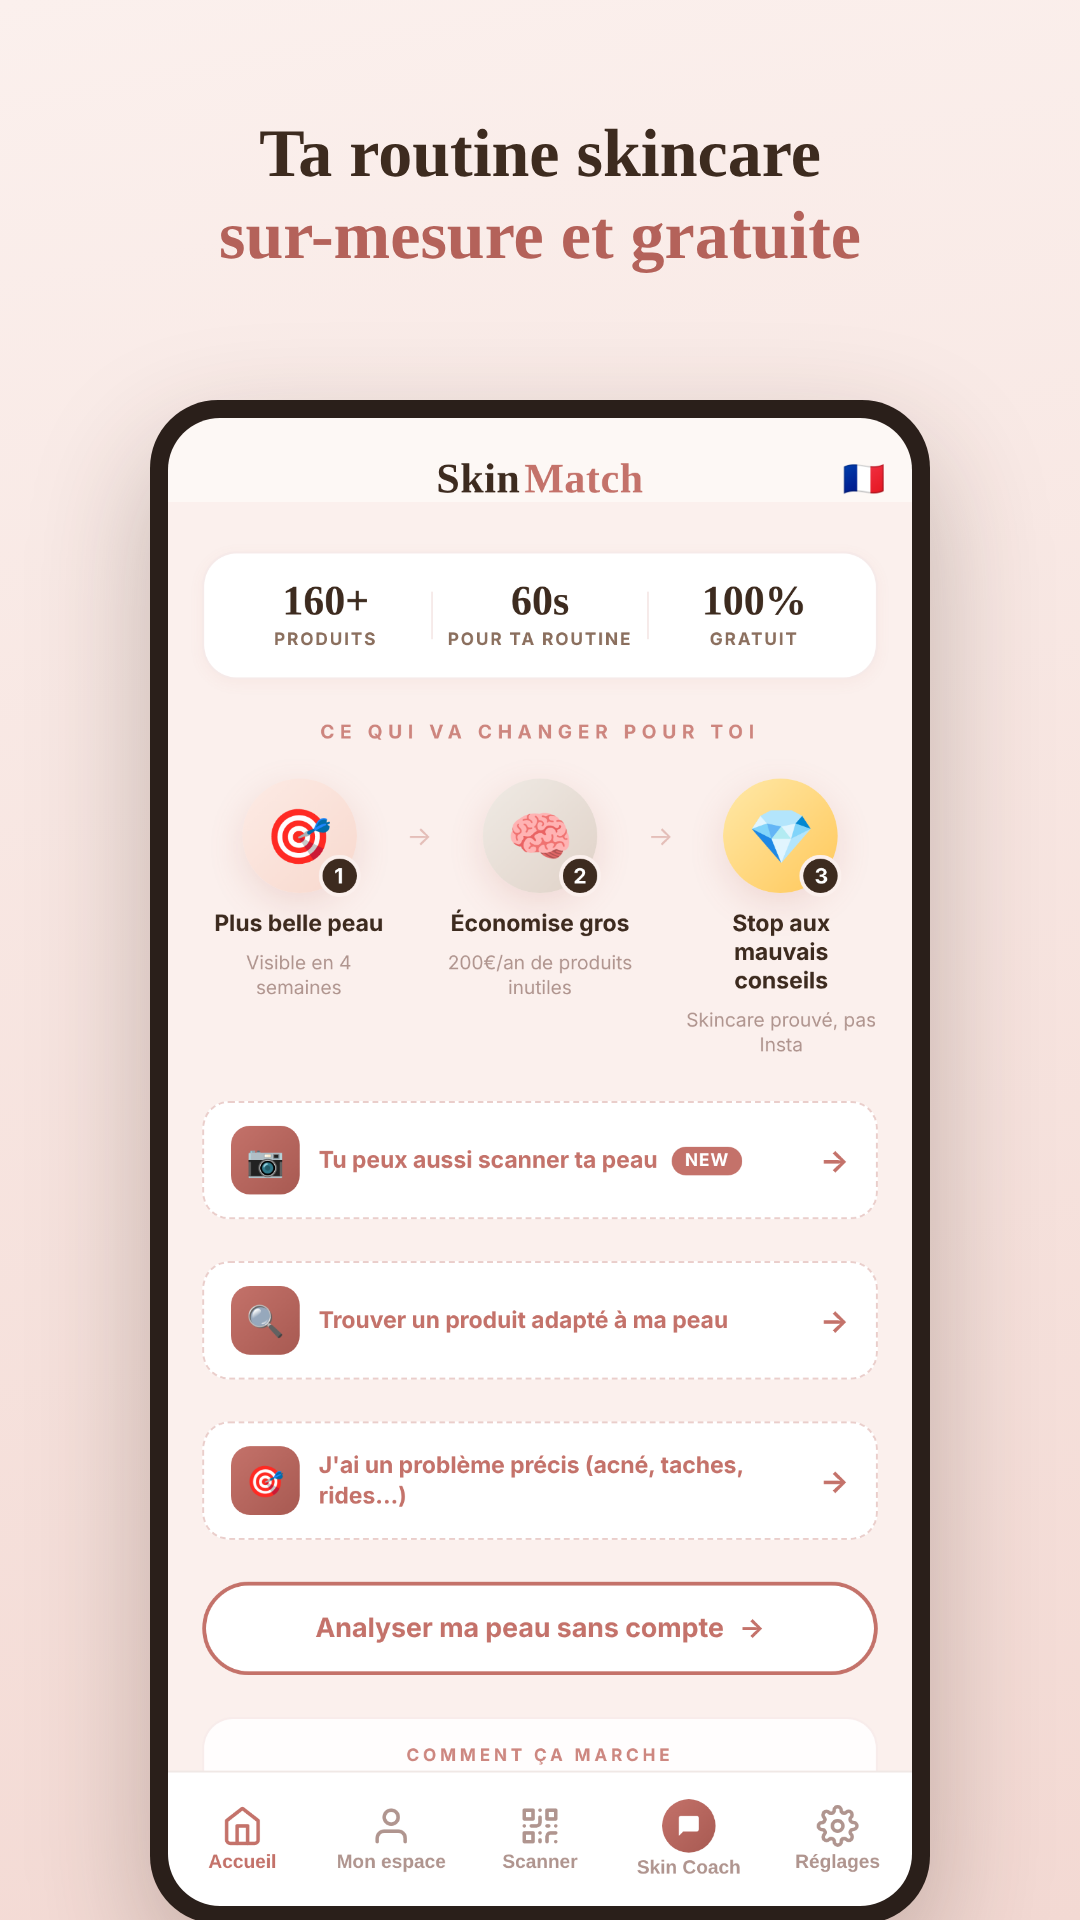 Ta routine skincare
sur-mesure et gratuite
SkinMatch
160+
PRODUITS
60s
POUR TA ROUTINE
100%
GRATUIT
CE QUI VA CHANGER POUR TOI
1
Plus belle peau
Visible en 4
semaines
2
Économise gros
200€/an de produits
inutiles
3
Stop aux
mauvais
conseils
Skincare prouvé, pas
Insta
Tu peux aussi scanner ta peau NEW
Trouver un produit adapté à ma peau
J'ai un problème précis (acné, taches,
rides...)
Analyser ma peau sans compte →
COMMENT ÇA MARCHE
Accueil
Mon espace
Scanner
Skin Coach
Réglages